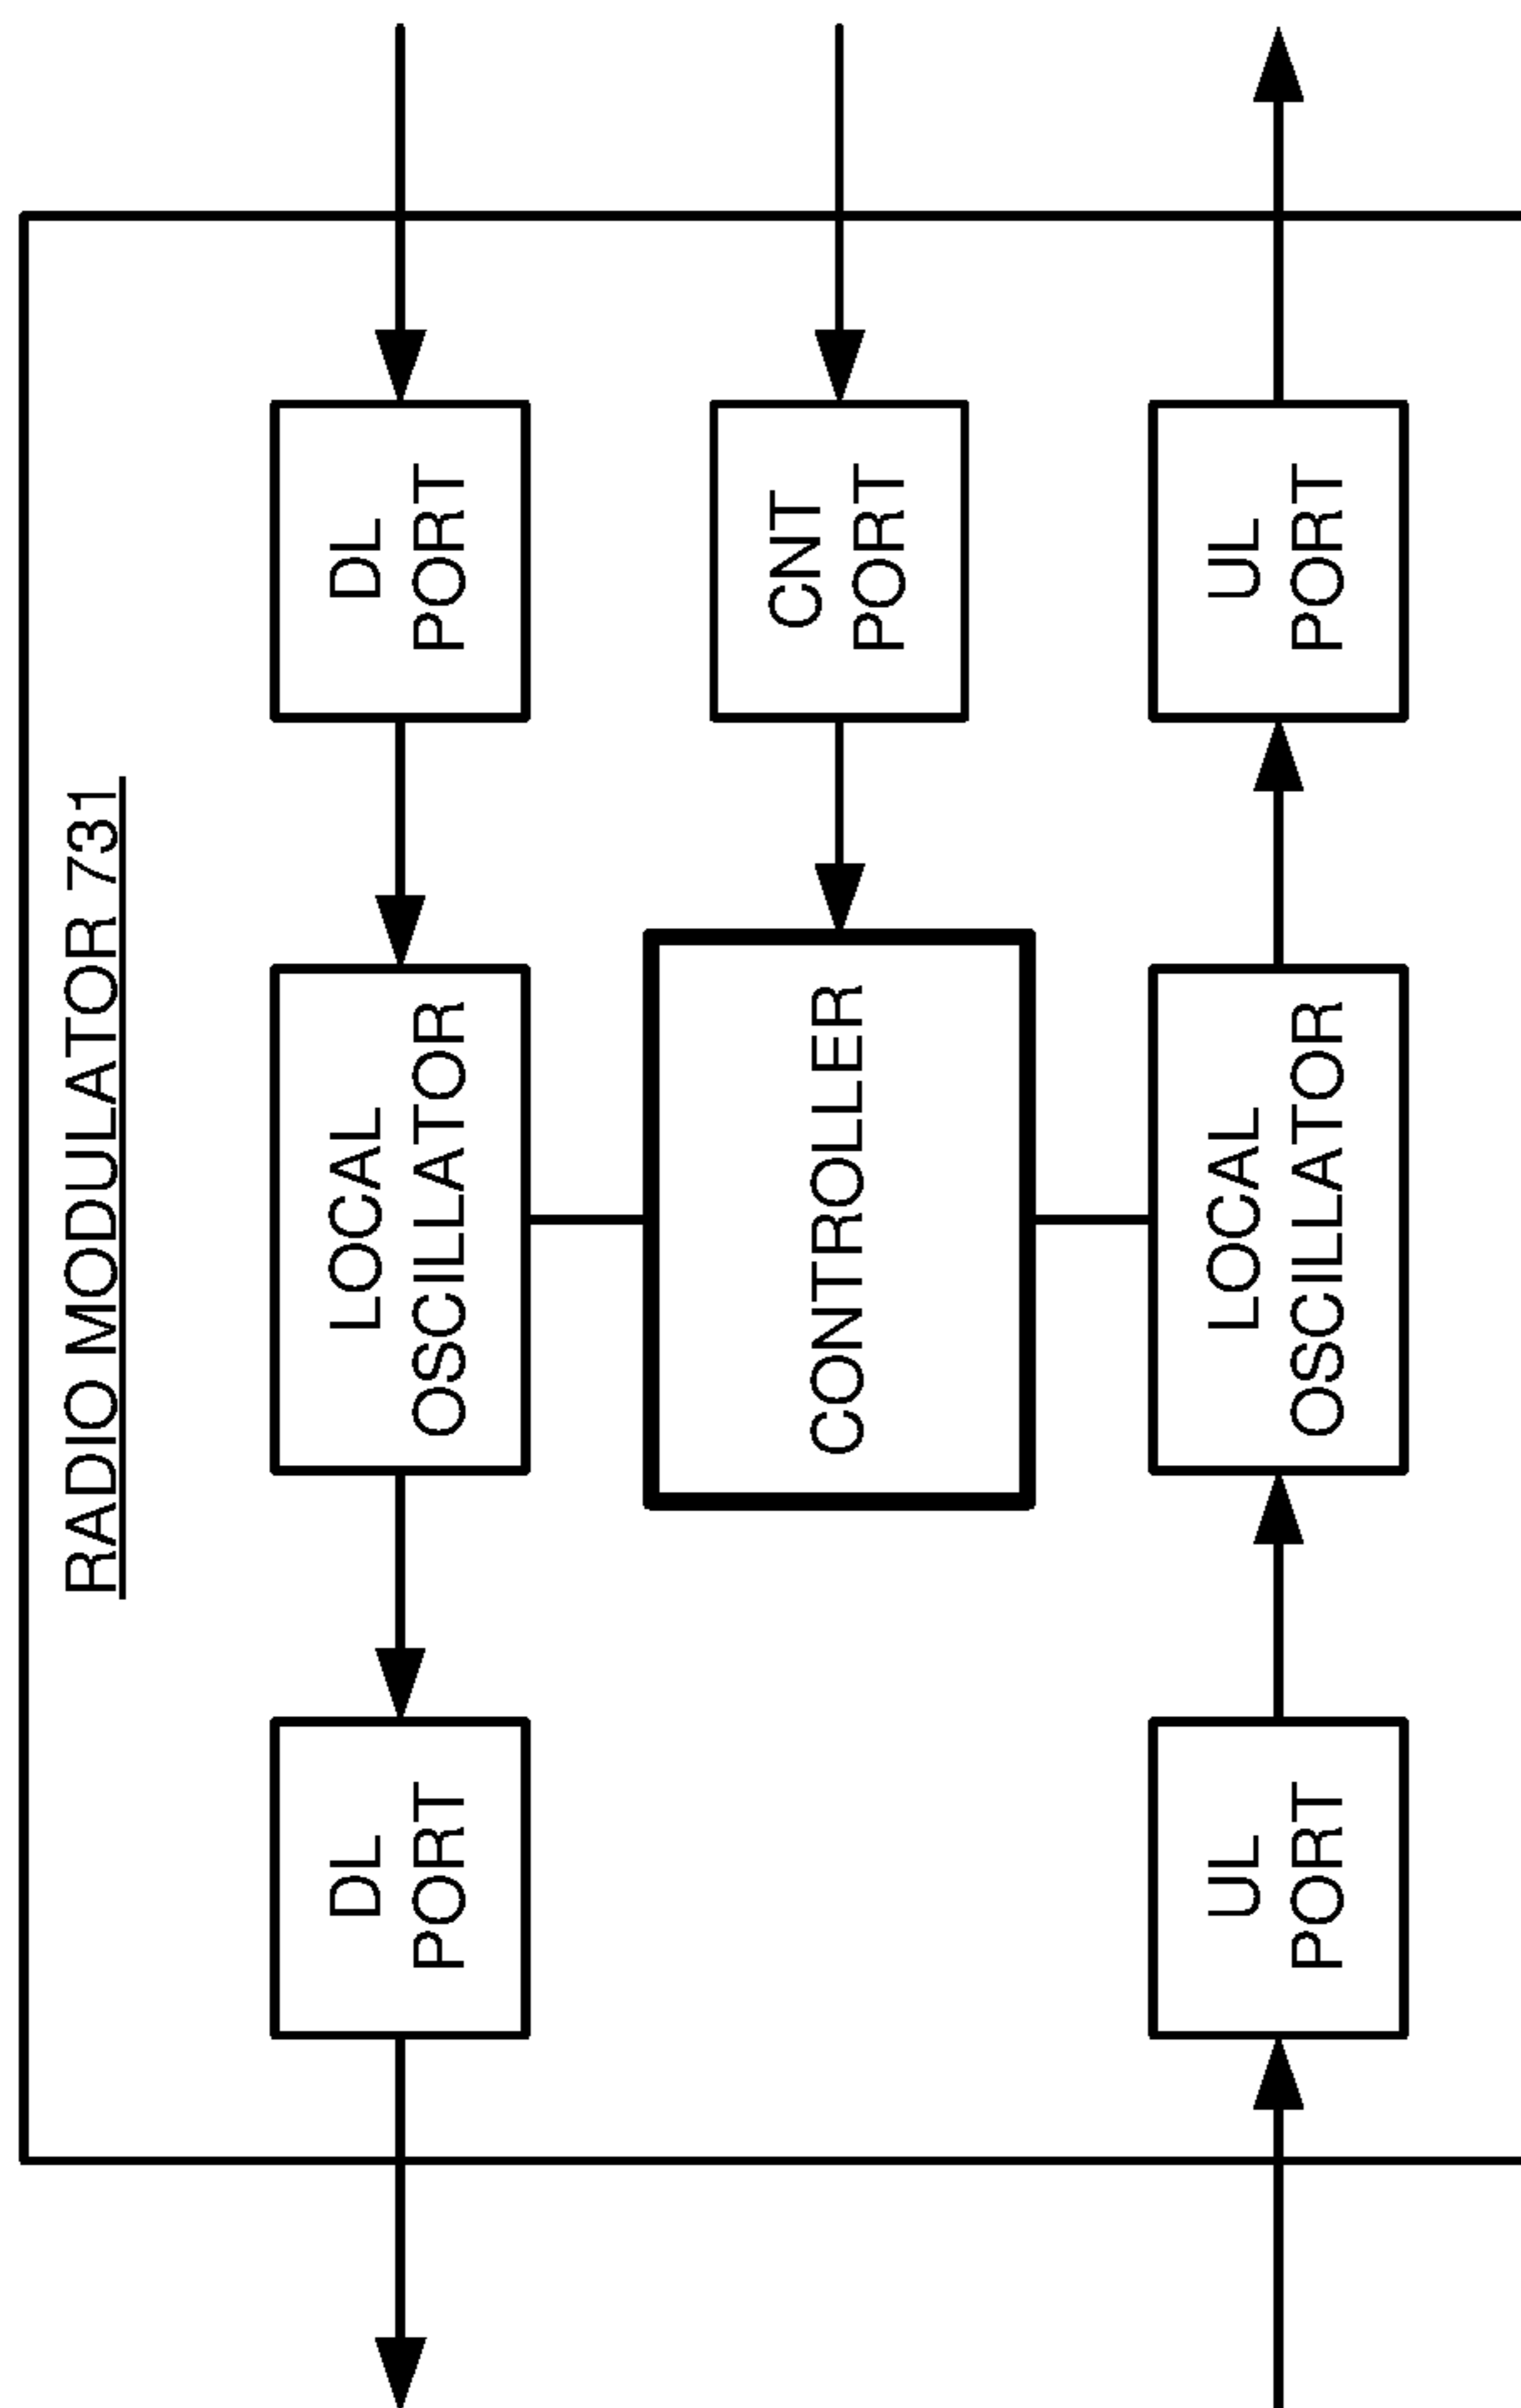 RADIO MODULATOR 731
DL
PORT
LOCAL
OSCILLATOR
DL
PORT
CONTROLLER
CNT
PORT
UL
PORT
LOCAL
OSCILLATOR
UL
PORT